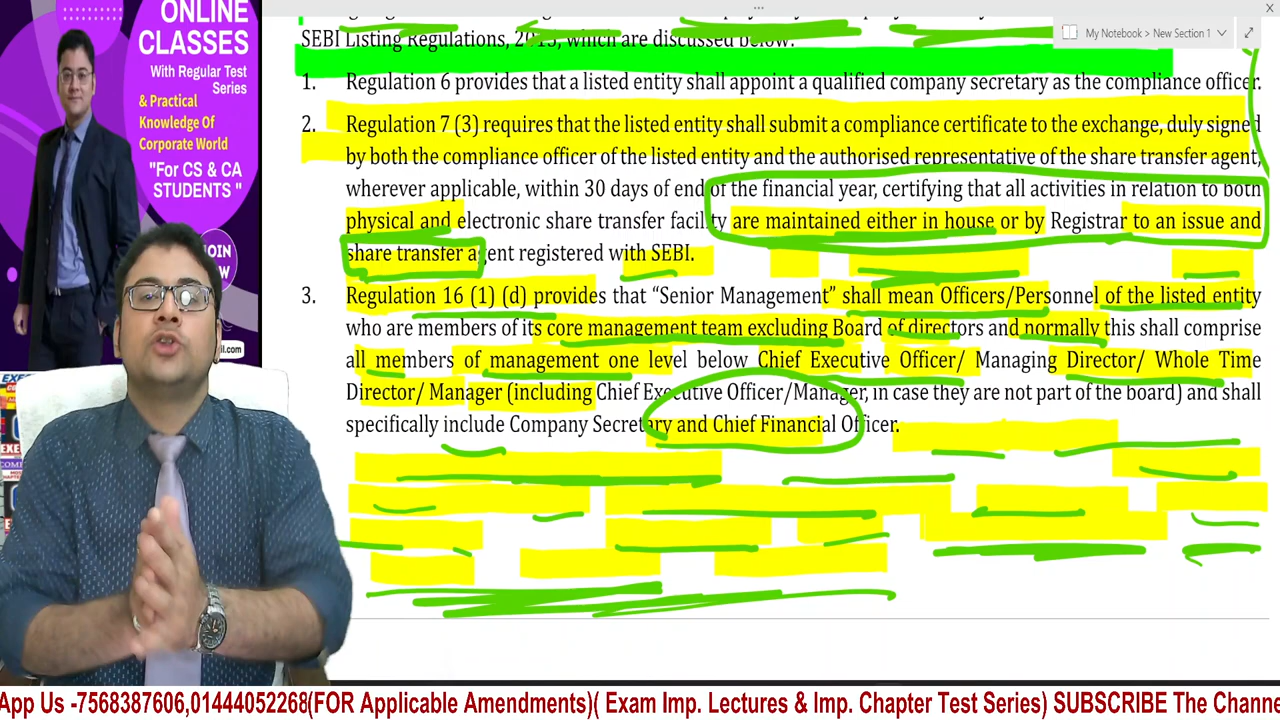 ONLINE
CLASSES
With Regular Test
Series
& Practical
Knowledge Of
Corporate World
"For CS & CA
STUDENTS "
JOIN
SEBI Listing Regulations, 2015, which are discussed below:
My Notebook > New Section 1
1. Regulation 6 provides that a listed entity shall appoint a qualified company secretary as the compliance officer.
2. Regulation 7 (3) requires that the listed entity shall submit a compliance certificate to the exchange, duly signed
by both the compliance officer of the listed entity and the authorised representative of the share transfer agent,
wherever applicable, within 30 days of end of the financial year, certifying that all activities in relation to both
physical and electronic share transfer facility are maintained either in house or by Registrar to an issue and
share transfer agent registered with SEBI.
3. Regulation 16 (1) (d) provides that “Senior Management” shall mean Officers/Personnel of the listed entity
who are members of its core management team excluding Board of directors and normally this shall comprise
all members of management one level below Chief Executive Officer/ Managing Director/ Whole Time
Director/ Manager (including Chief Executive Officer/Manager, in case they are not part of the board) and shall
specifically include Company Secretary and Chief Financial Officer.
App Us -7568387606,01444052268(FOR Applicable Amendments)( Exam Imp. Lectures & Imp. Chapter Test Series) SUBSCRIBE The Channe